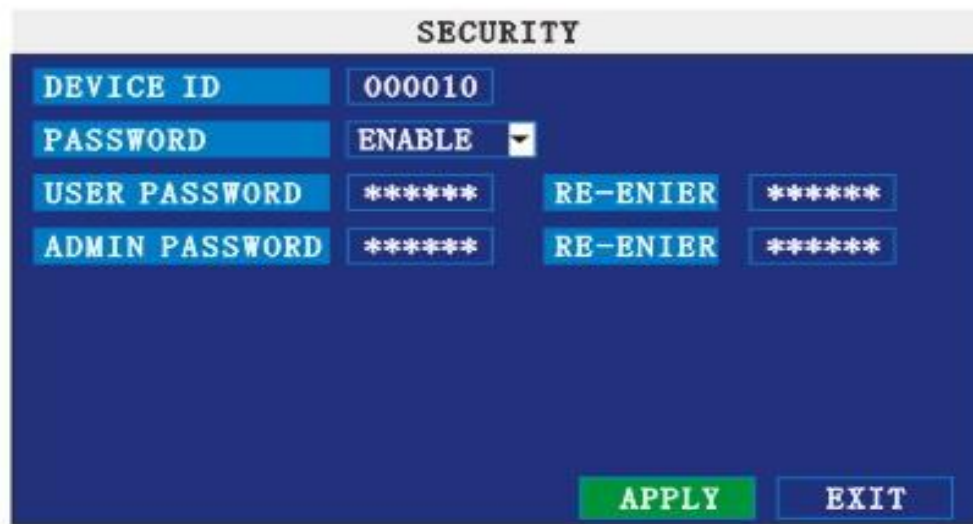 SECURITY
DEVICE ID 000010
PASSWORD ENABLE
USER PASSWORD ****** RE-ENIER ******
ADMIN PASSWORD ****** RE-ENIER ******
APPLY EXIT